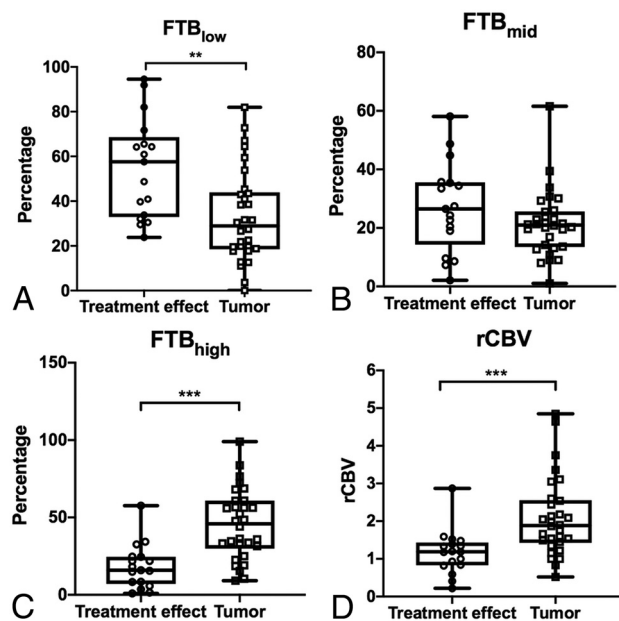 FTBlow
**
100
80
60
40
20
0
Percentage
Treatment effect Tumor
A
FTBmid
80
60
40
20
0
Percentage
Treatment effect Tumor
B
FTBhigh
***
150
100
50
0
Percentage
Treatment effect Tumor
C
rCBV
***
6
5
4
3
2
1
0
rCBV
Treatment effect Tumor
D